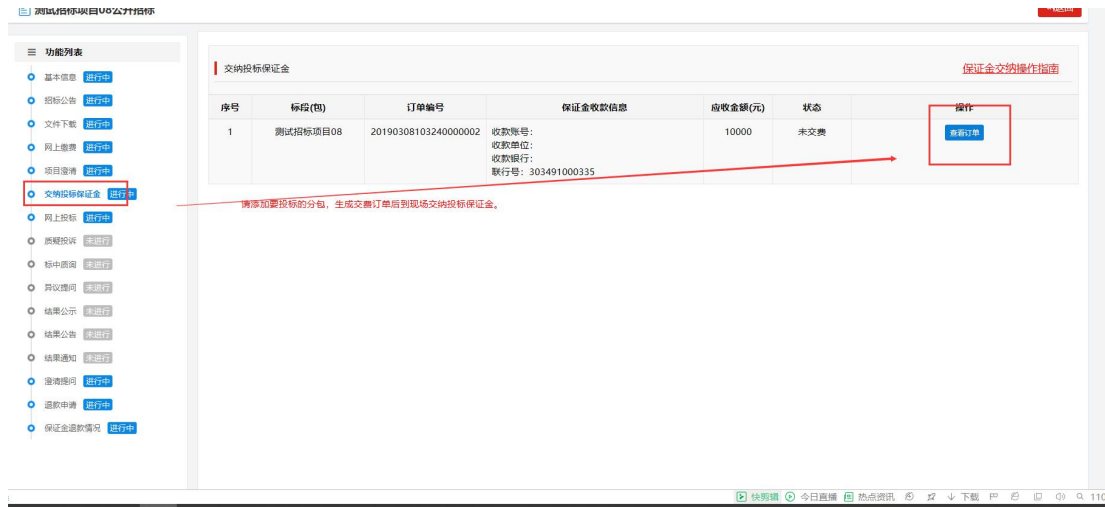 测试招标项目08公开招标
返回
功能列表
基本信息 进行中
招标公告 进行中
文件下载 进行中
网上缴费 进行中
项目澄清 进行中
交纳投标保证金 进行中
网上投标 进行中
质疑投诉 未进行
标中质询 未进行
异议提问 未进行
结果公示 未进行
结果公告 未进行
结果通知 未进行
澄清提问 进行中
退款申请 进行中
保证金退款情况 进行中
交纳投标保证金
保证金交纳操作指南
序号 标段(包) 订单编号 保证金收款信息 应收金额(元) 状态 操作
1 测试招标项目08 20190308103240000002 收款账号: 10000 未交费 查看订单
收款单位:
收款银行:
联行号: 303491000335
请添加要投标的分包，生成交费订单后到现场交纳投标保证金。
快剪辑 今日直播 热点资讯 下载 110